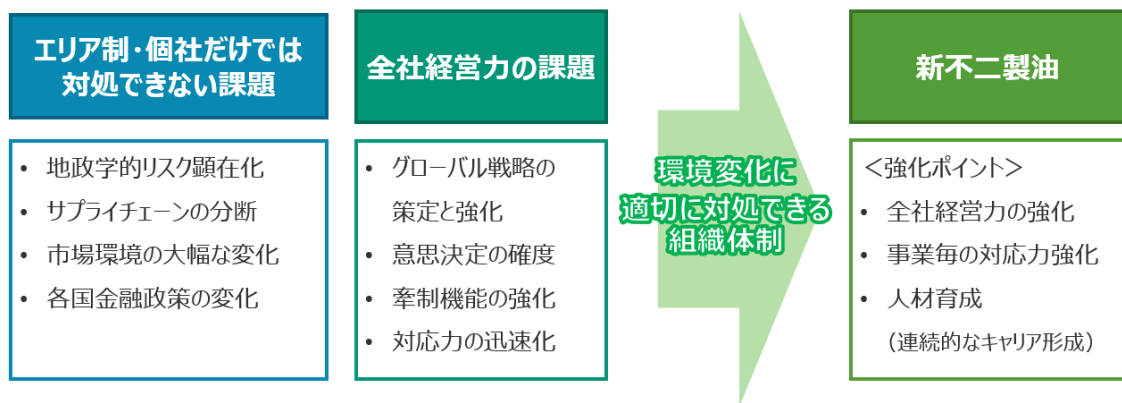 エリア制・個社だけでは
対処できない課題
• 地政学的リスク顕在化
• サプライチェーンの分断
• 市場環境の大幅な変化
• 各国金融政策の変化
全社経営力の課題
• グローバル戦略の
策定と強化
• 意思決定の確度
• 牽制機能の強化
• 対応力の迅速化
環境変化に
適切に対処できる
組織体制
新不二製油
＜強化ポイント＞
• 全社経営力の強化
• 事業毎の対応力強化
• 人材育成
（連続的なキャリア形成）